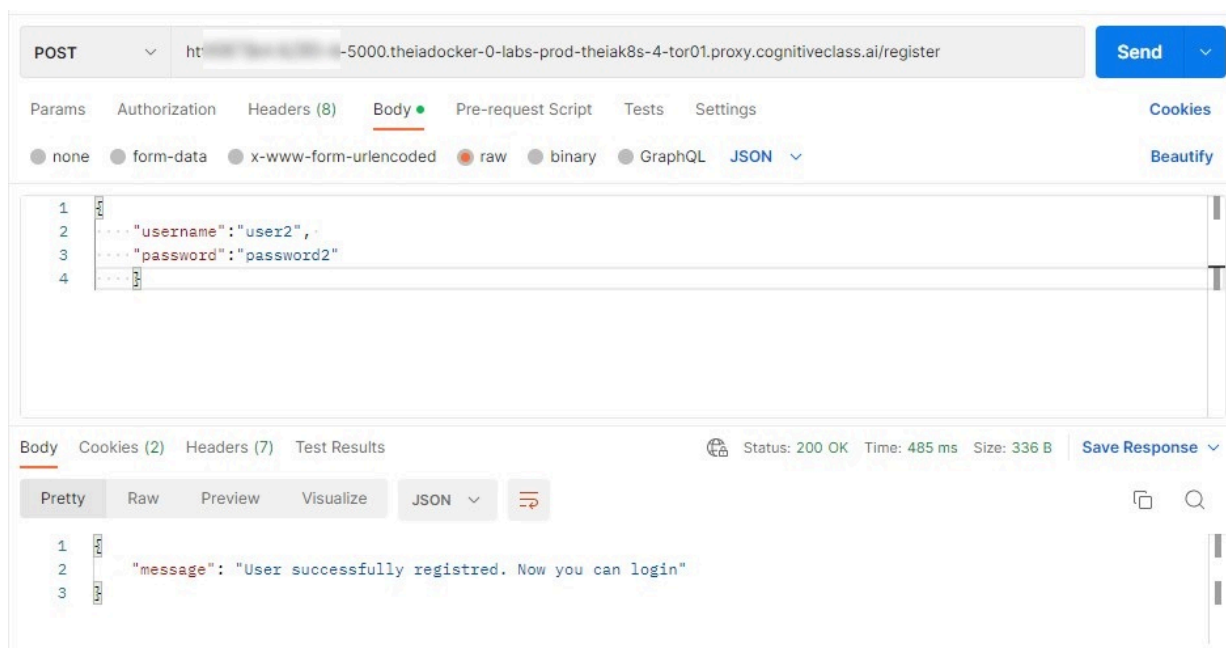 POST ht -5000.theiadocker-0-labs-prod-theiak8s-4-tor01.proxy.cognitiveclass.ai/register Send
Params Authorization Headers (8) Body Pre-request Script Tests Settings Cookies
none form-data x-www-form-urlencoded raw binary GraphQL JSON Beautify
1 {
2 "username":"user2",
3 "password":"password2"
4 }
Body Cookies (2) Headers (7) Test Results Status: 200 OK Time: 485 ms Size: 336 B Save Response
Pretty Raw Preview Visualize JSON
1 {
2 "message": "User successfully registred. Now you can login"
3 }